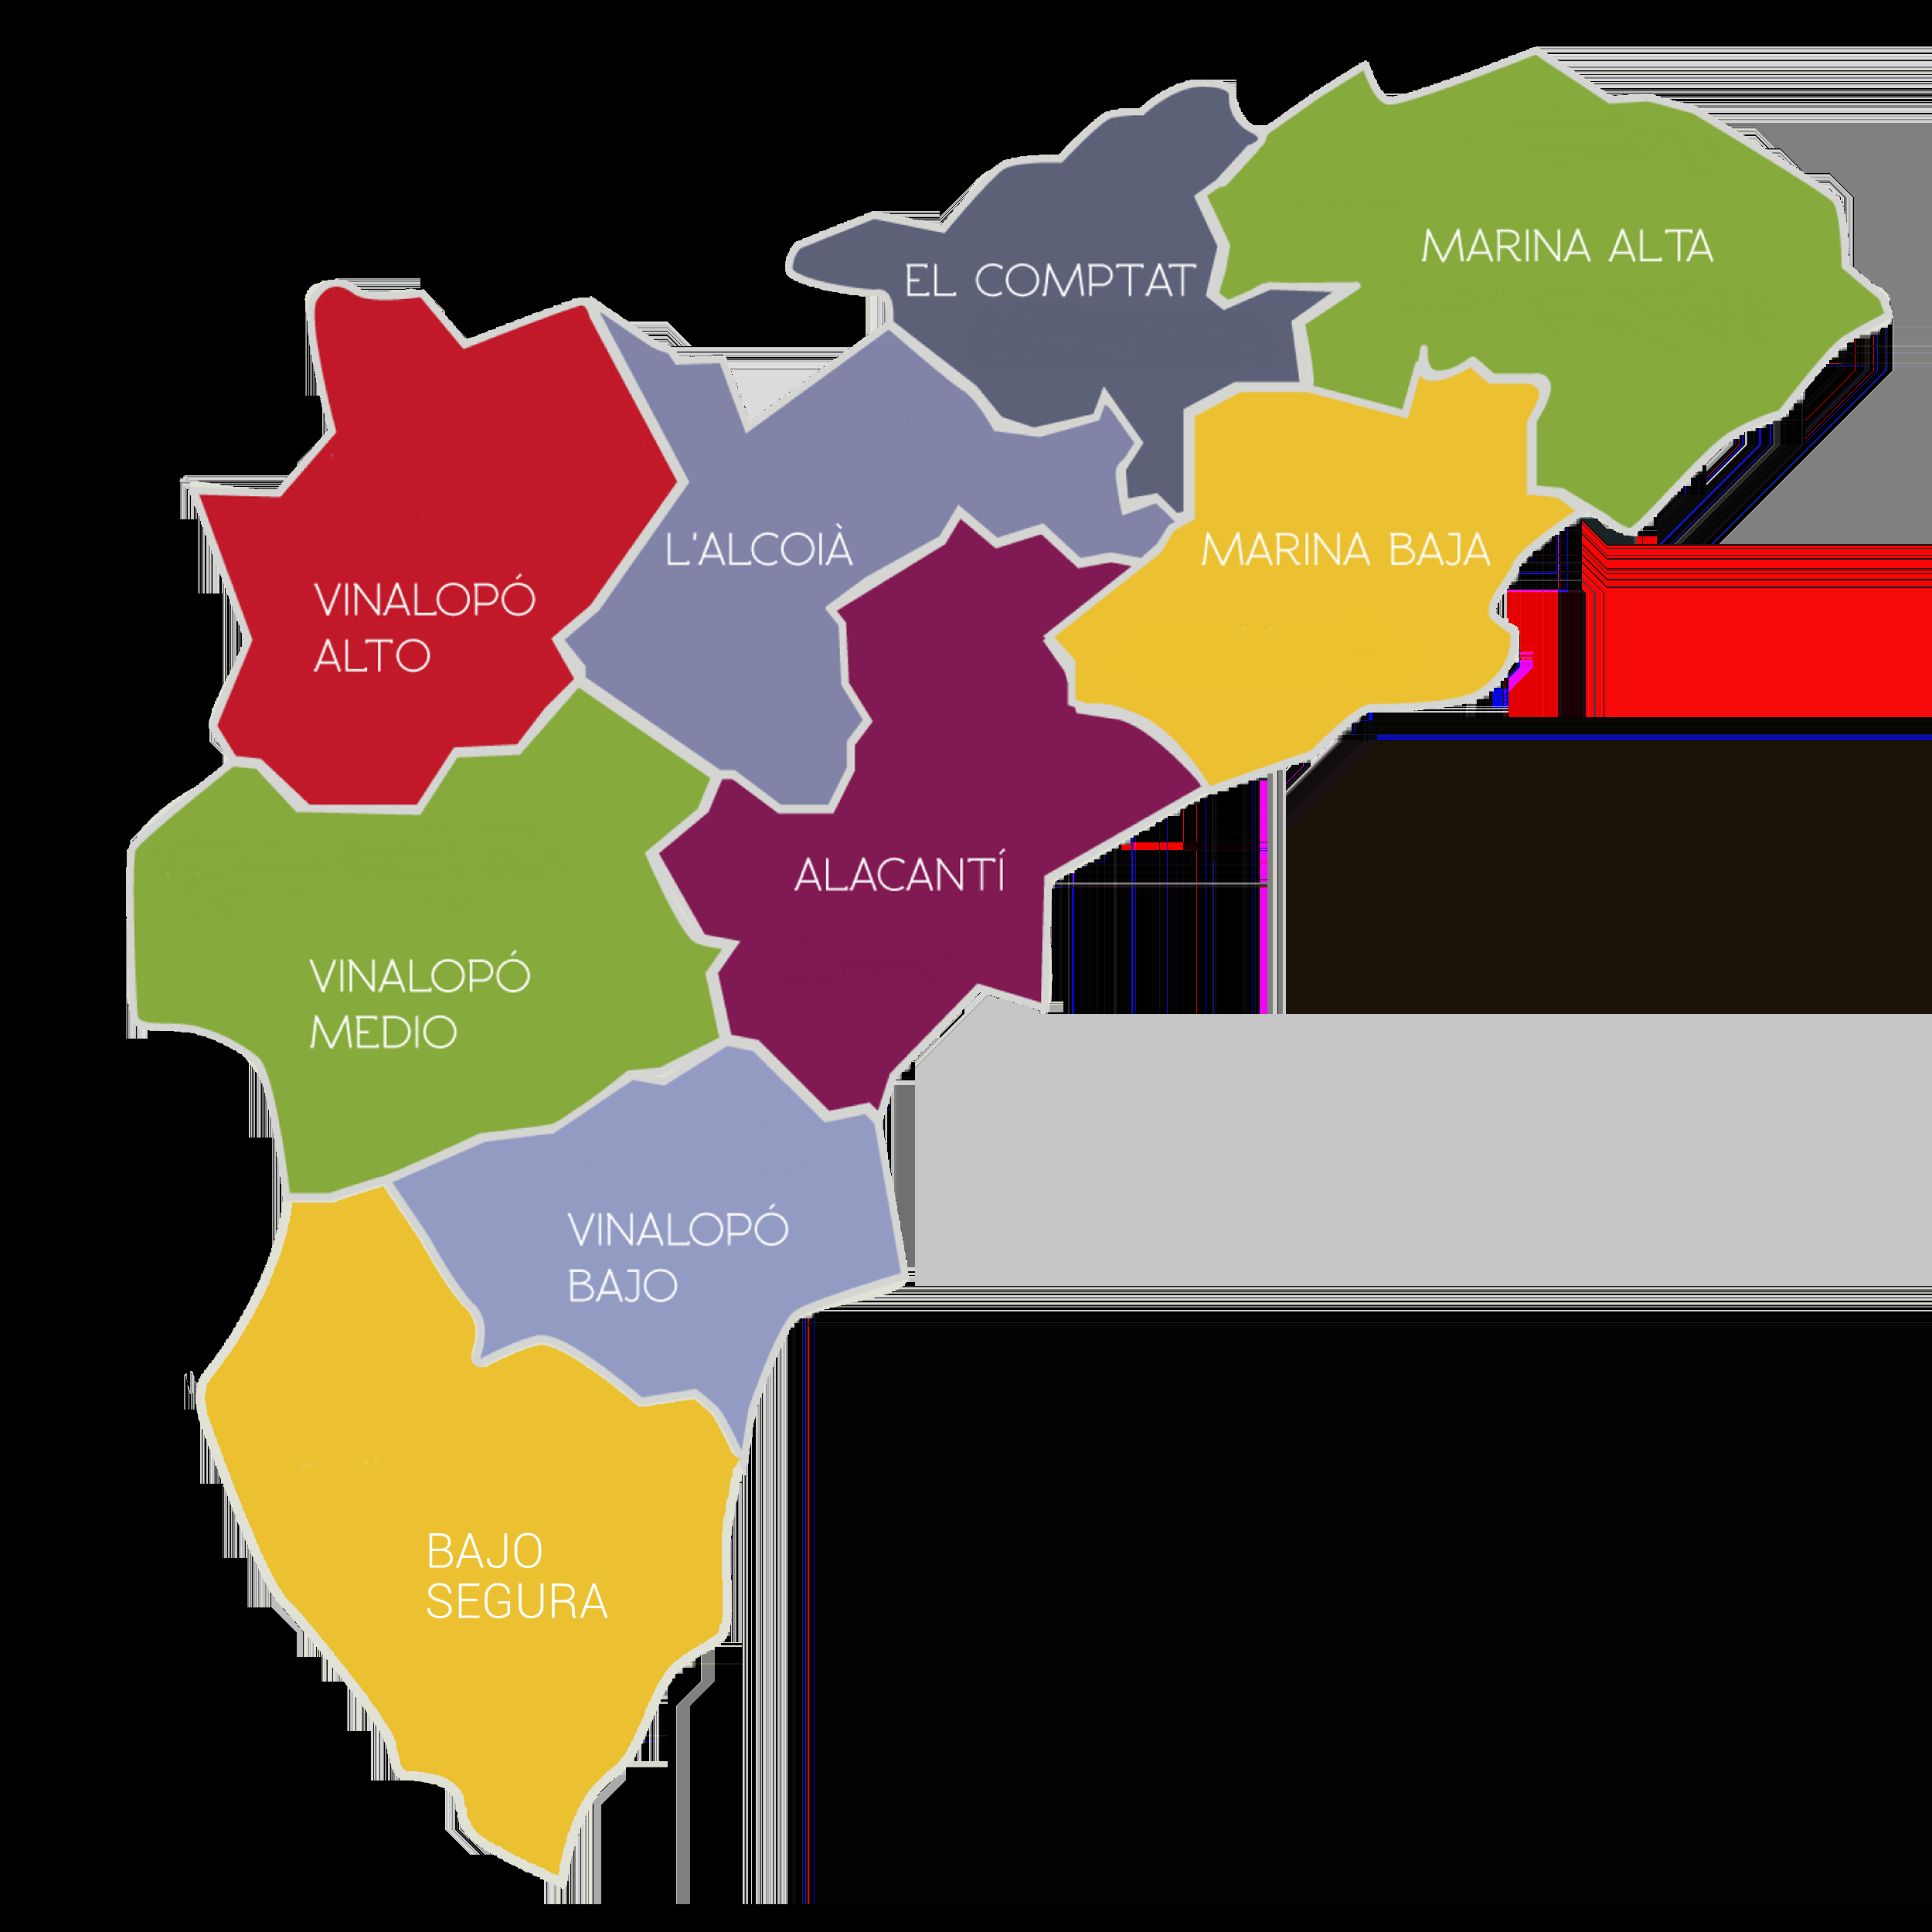 MARINA ALTA
EL COMPTAT
L'ALCOIÀ
MARINA BAJA
VINALOPÓ
ALTO
ALACANTÍ
VINALOPÓ
MEDIO
VINALOPÓ
BAJO
BAJO
SEGURA